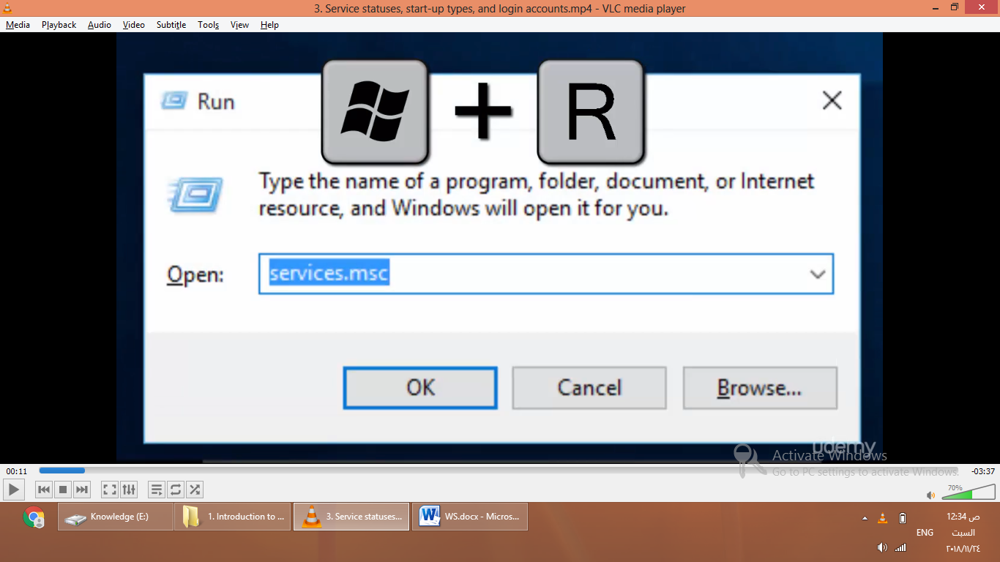 3. Service statuses, start-up types, and login accounts.mp4 - VLC media player
Media Playback Audio Video Subtitle Tools View Help
Run
+ R
Type the name of a program, folder, document, or Internet
resource, and Windows will open it for you.
Open: services.msc
OK Cancel Browse...
udemy
Activate Windows
Go to PC settings to activate Windows.
00:11 -03:37
70%
Knowledge (E:) 1. Introduction to ... 3. Service statuses... WS.docx - Micros...
ENG
12:34 ص
السبت
٢٠١٨/١١/٢٤